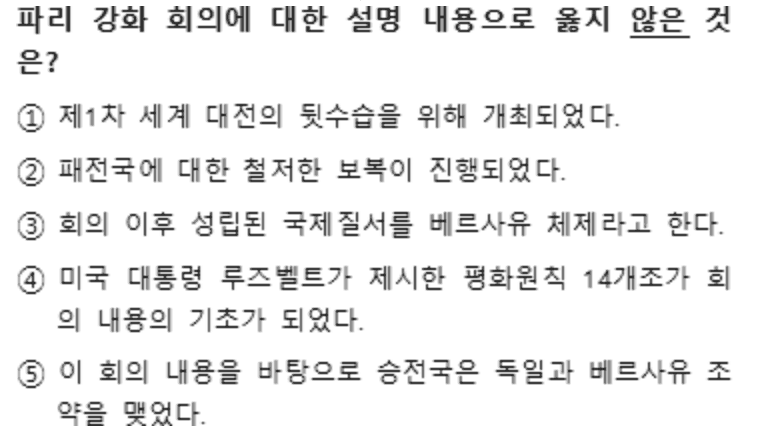 파리 강화 회의에 대한 설명 내용으로 옳지 않은 것
은?
① 제1차 세계 대전의 뒷수습을 위해 개최되었다.
② 패전국에 대한 철저한 보복이 진행되었다.
③ 회의 이후 성립된 국제질서를 베르사유 체제라고 한다.
④ 미국 대통령 루즈벨트가 제시한 평화원칙 14개조가 회
의 내용의 기초가 되었다.
⑤ 이 회의 내용을 바탕으로 승전국은 독일과 베르사유 조
약을 맺었다.